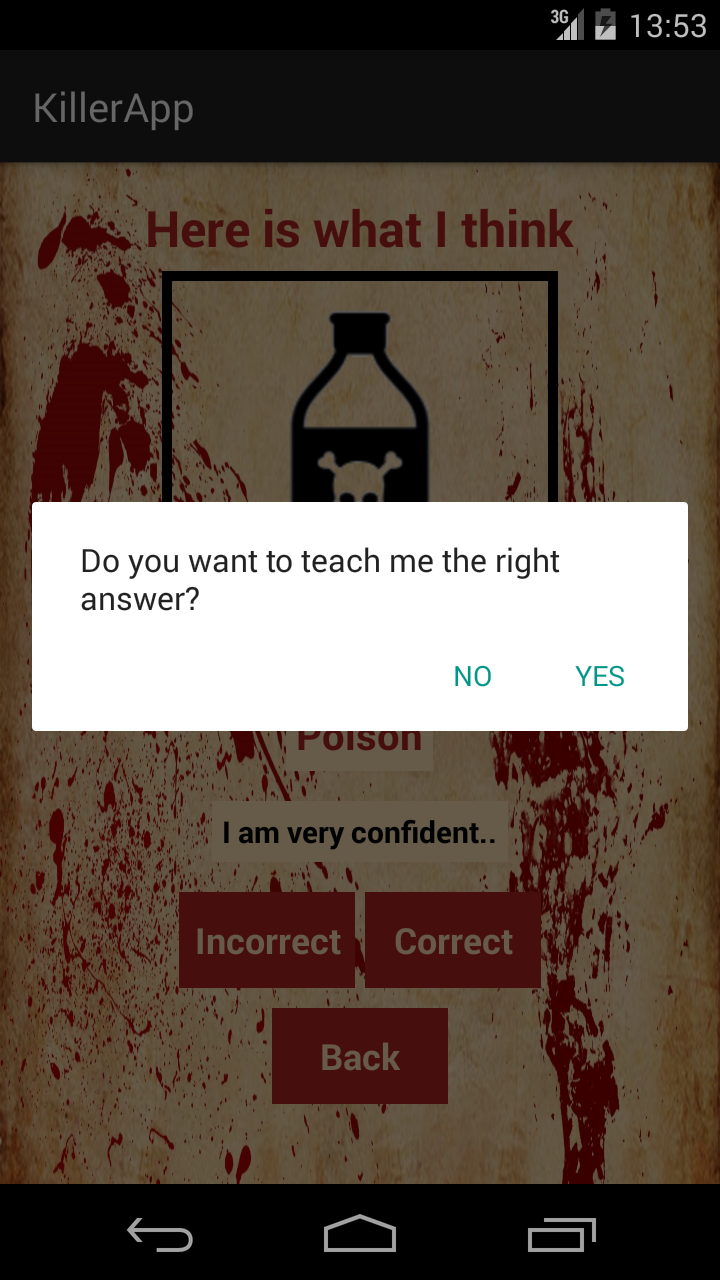 3G 13:53
KillerApp
Here is what I think
Do you want to teach me the right
answer?
NO YES
Poison
I am very confident..
Incorrect Correct
Back